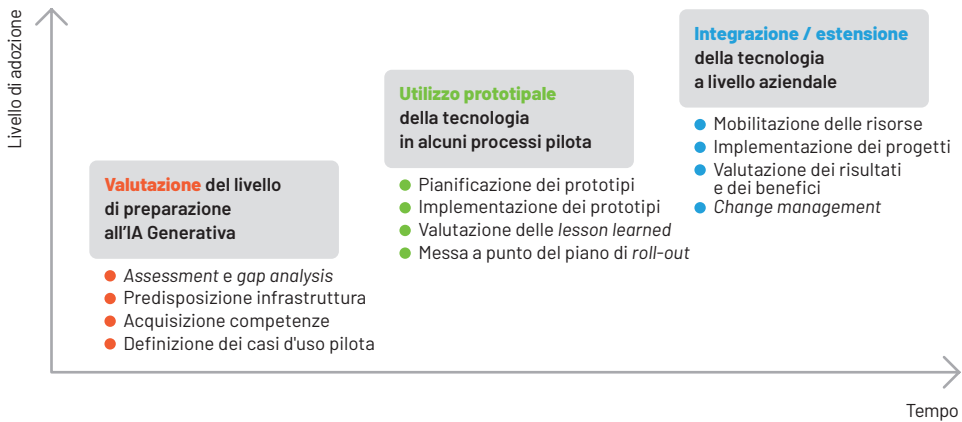 Livello di adozione
Valutazione del livello
di preparazione
all'IA Generativa
Assessment e gap analysis
Predisposizione infrastruttura
Acquisizione competenze
Definizione dei casi d'uso pilota
Utilizzo prototipale
della tecnologia
in alcuni processi pilota
Pianificazione dei prototipi
Implementazione dei prototipi
Valutazione delle lesson learned
Messa a punto del piano di roll-out
Integrazione / estensione
della tecnologia
a livello aziendale
Mobilitazione delle risorse
Implementazione dei progetti
Valutazione dei risultati
e dei benefici
Change management
Tempo